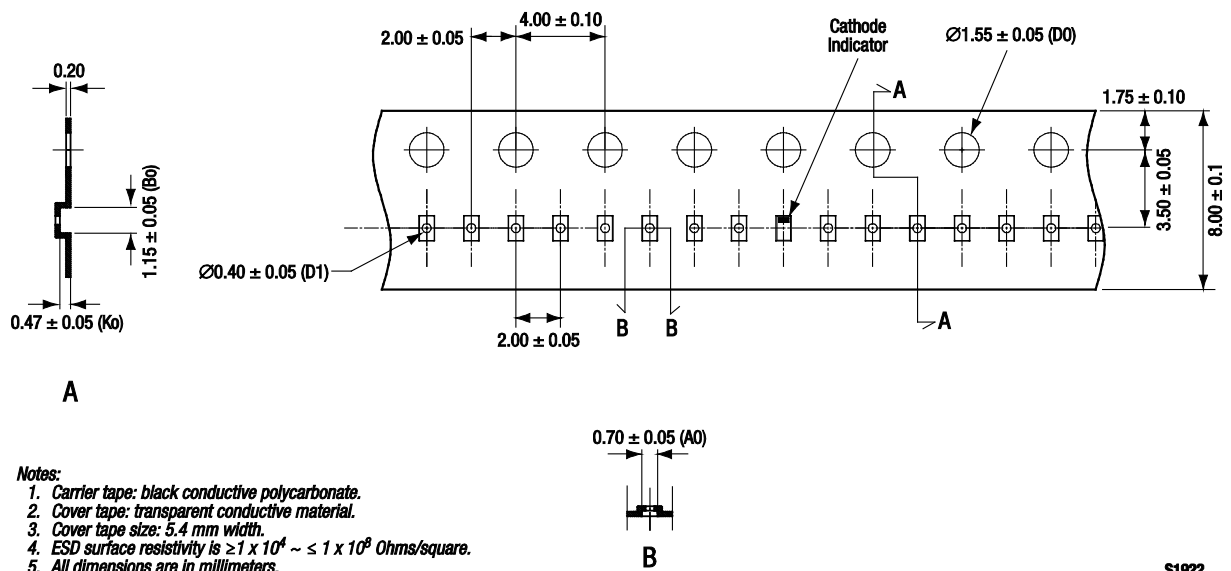 4.00 ± 0.10
2.00 ± 0.05
Cathode
Indicator
∅1.55 ± 0.05 (D0)
0.20
A
1.75 ± 0.10
1.15 ± 0.05 (Bo)
3.50 ± 0.05
8.00 ± 0.1
∅0.40 ± 0.05 (D1)
0.47 ± 0.05 (Ko)
B
B
A
2.00 ± 0.05
A
0.70 ± 0.05 (A0)
Notes:
1. Carrier tape: black conductive polycarbonate.
2. Cover tape: transparent conductive material.
3. Cover tape size: 5.4 mm width.
4. ESD surface resistivity is ≥1 x 10⁴ ~ ≤ 1 x 10⁸ Ohms/square.
5. All dimensions are in millimeters.
B
S1922